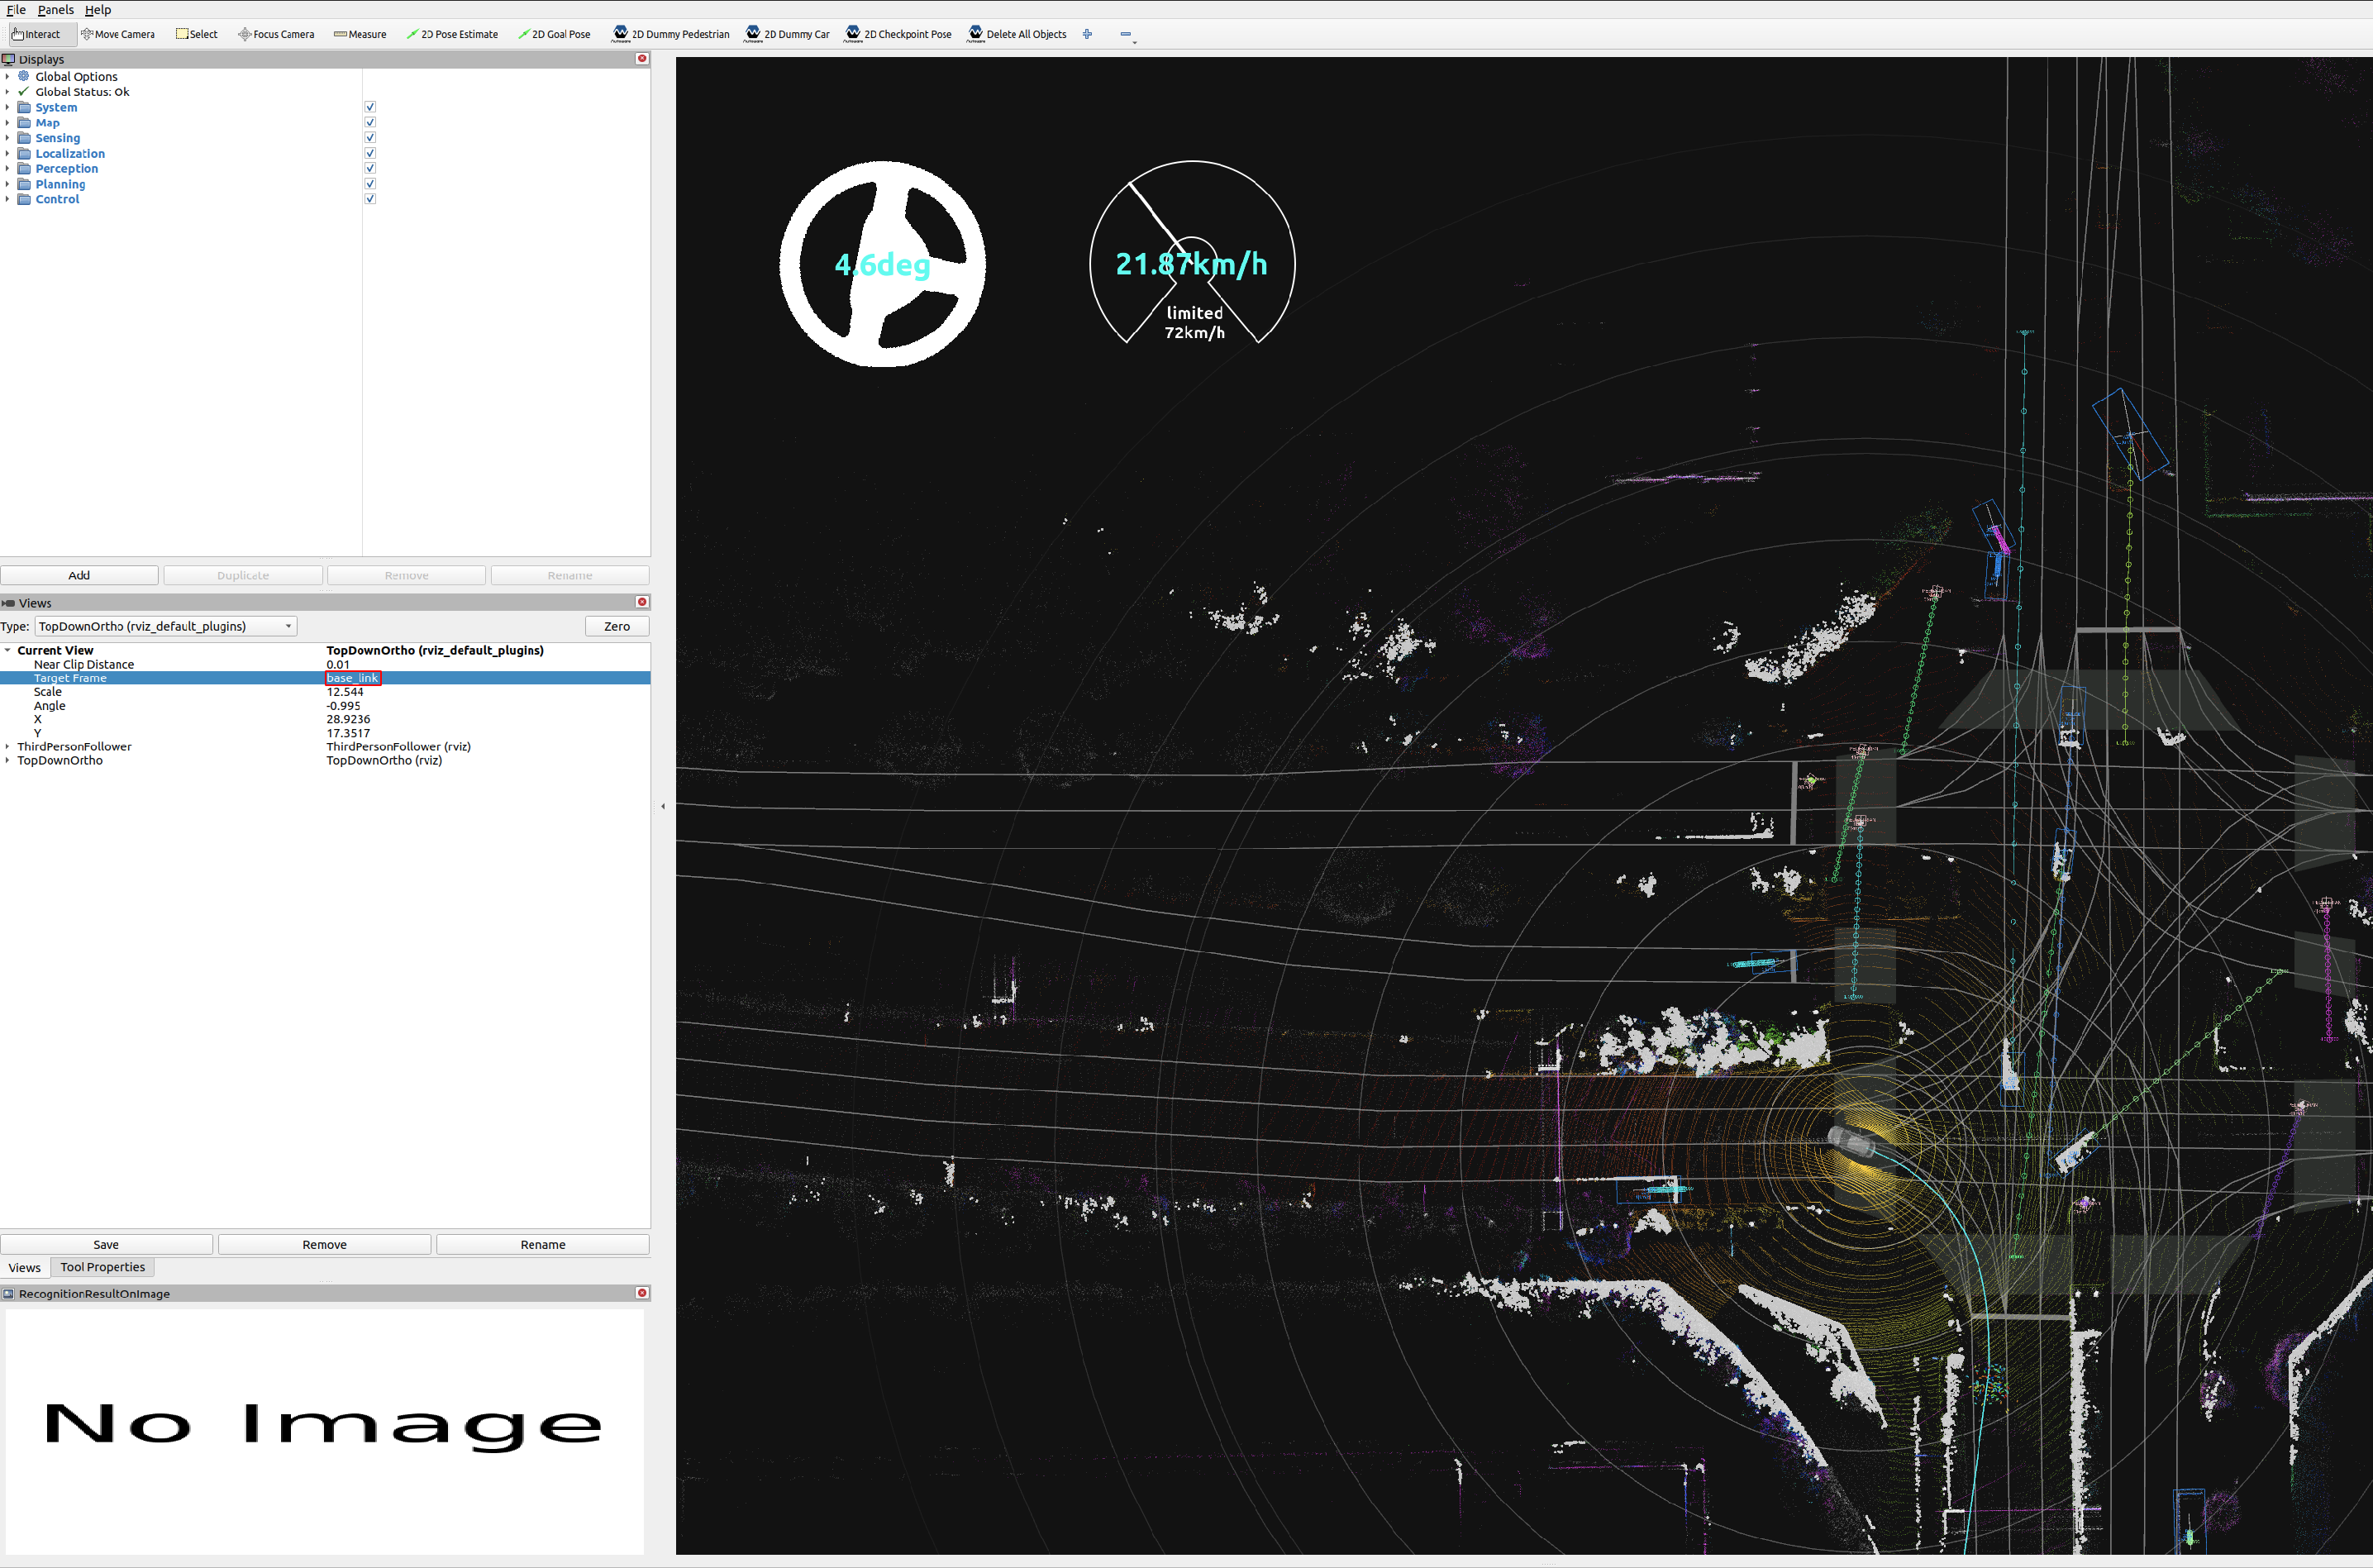 File Panels Help
Interact Move Camera Select Focus Camera Measure 2D Pose Estimate 2D Goal Pose 2D Dummy Pedestrian 2D Dummy Car 2D Checkpoint Pose Delete All Objects
Displays
Global Options
Global Status: Ok
System
Map
Sensing
Localization
Perception
Planning
Control
Add Duplicate Remove Rename
Views
Type: TopDownOrtho (rviz_default_plugins) Zero
Current View TopDownOrtho (rviz_default_plugins)
Near Clip Distance 0.01
Target Frame base_link
Scale 12.544
Angle -0.995
X 28.9236
Y 17.3517
ThirdPersonFollower ThirdPersonFollower (rviz)
TopDownOrtho TopDownOrtho (rviz)
Save Remove Rename
Views Tool Properties
RecognitionResultOnImage
No Image
4.6deg
21.87km/h
limited
72km/h